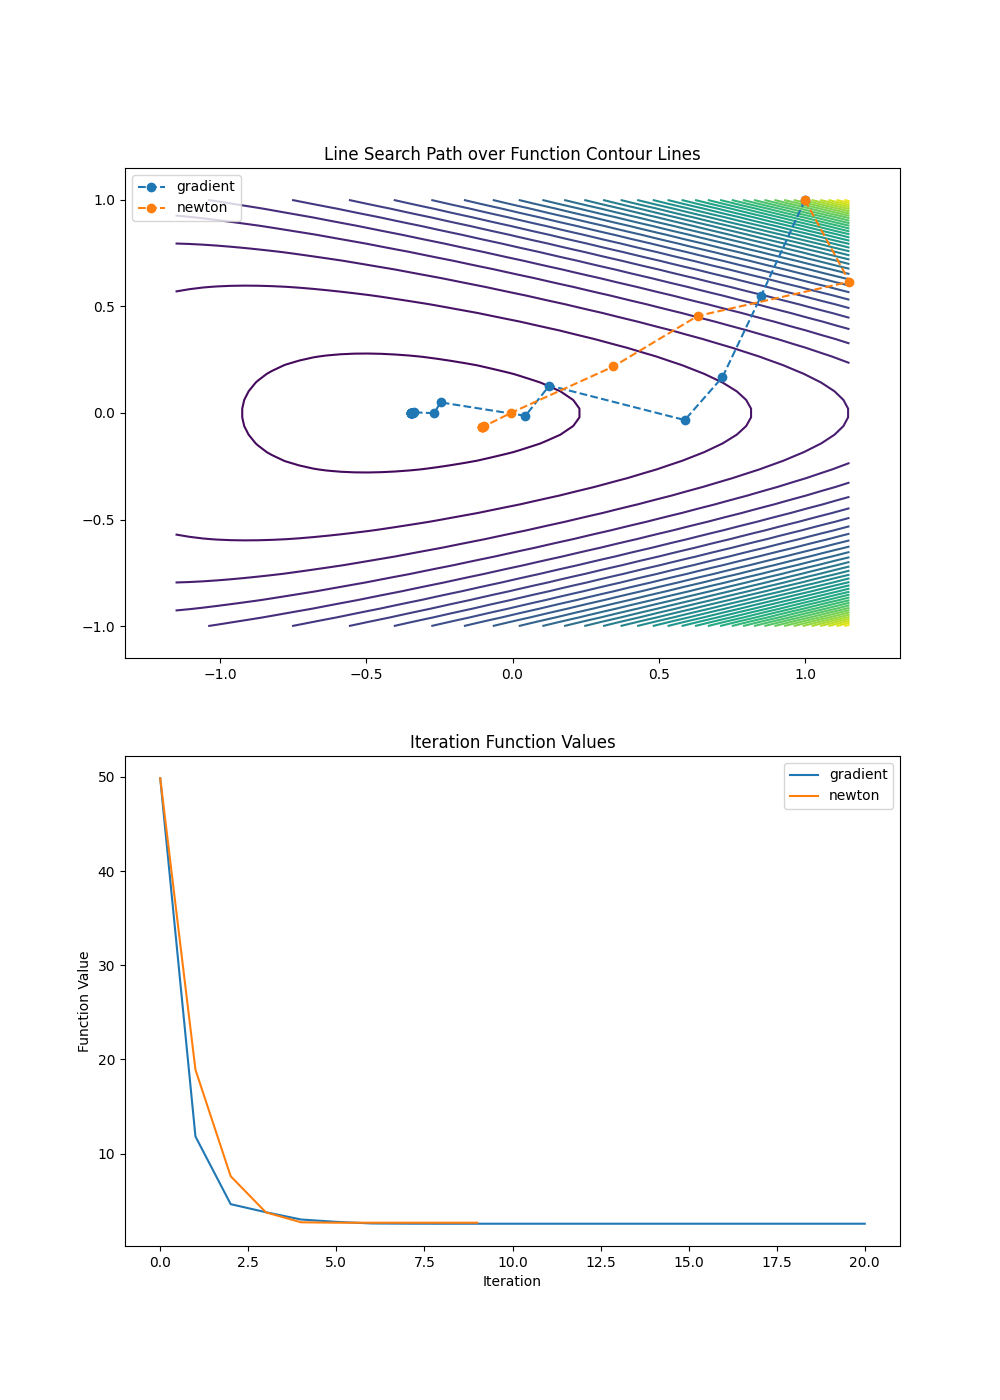 Line Search Path over Function Contour Lines
gradient
newton
1.0
0.5
0.0
−0.5
−1.0
−1.0 −0.5 0.0 0.5 1.0
Iteration Function Values
gradient
newton
50
40
30
20
10
Function Value
0.0 2.5 5.0 7.5 10.0 12.5 15.0 17.5 20.0
Iteration